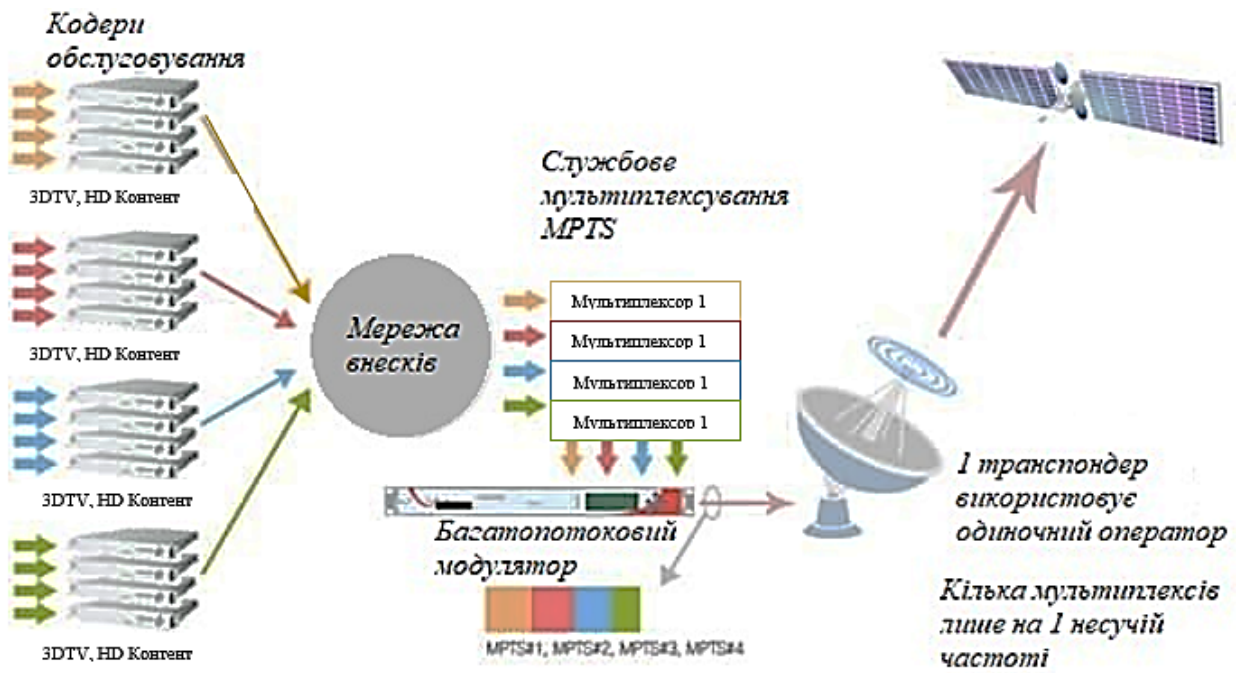 Кодери
обслуговування
3DTV, HD Контент
3DTV, HD Контент
3DTV, HD Контент
3DTV, HD Контент
Мережа
внесків
Службове
мультиплексування
MPTS
Мультиплексор 1
Мультиплексор 1
Мультиплексор 1
Мультиплексор 1
Багатопотоковий
модулятор
MPTS#1, MPTS#2, MPTS#3, MPTS#4
1 транспондер
використовує
одиночний оператор
Кілька мультиплексів
лише на 1 несучій
частоті